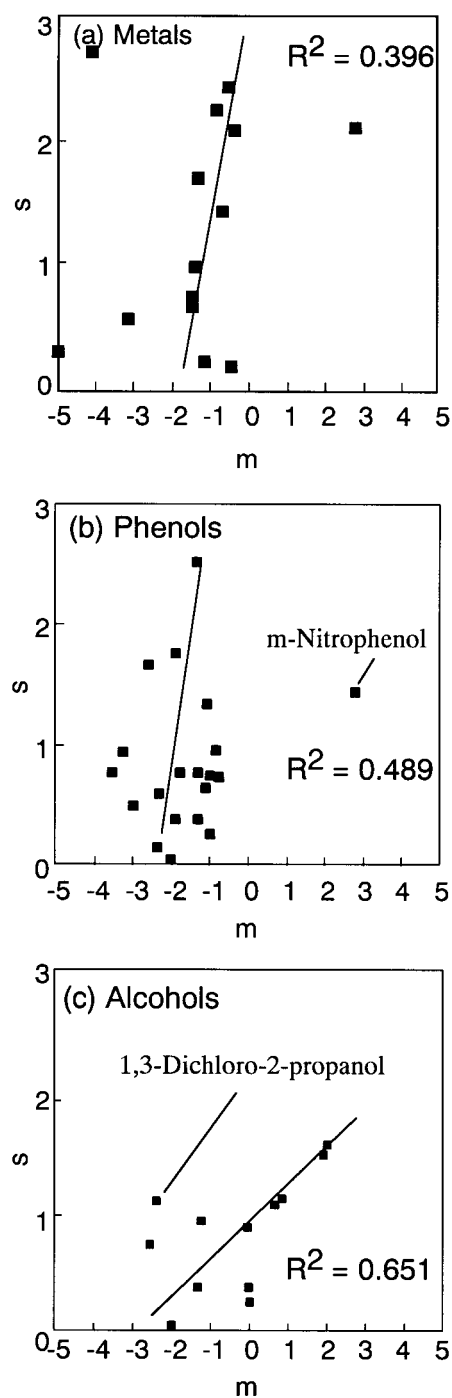 (a) Metals
R² = 0.396
3
2
1
0
s
-5 -4 -3 -2 -1 0 1 2 3 4 5
m
(b) Phenols
m-Nitrophenol
R² = 0.489
3
2
1
0
s
-5 -4 -3 -2 -1 0 1 2 3 4 5
m
(c) Alcohols
1,3-Dichloro-2-propanol
R² = 0.651
3
2
1
0
s
-5 -4 -3 -2 -1 0 1 2 3 4 5
m